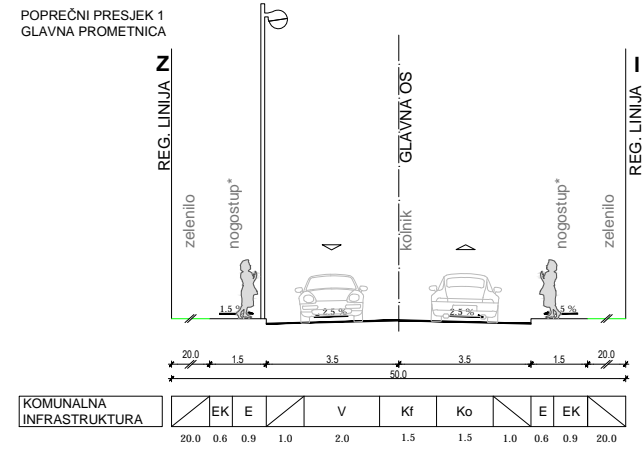 POPREČNI PRESJEK 1
GLAVNA PROMETNICA
Z
I
REG. LINIJA
zelenilo
nogostup*
GLAVNA OS
kolnik
nogostup*
zelenilo
REG. LINIJA
1.5 %
2.5 %
2.5 %
5 %
20.0 1.5 3.5 3.5 1.5 20.0
50.0
KOMUNALNA
INFRASTRUKTURA
EK E V Kf Ko E EK
20.0 0.6 0.9 1.0 2.0 1.5 1.5 1.0 0.6 0.9 20.0